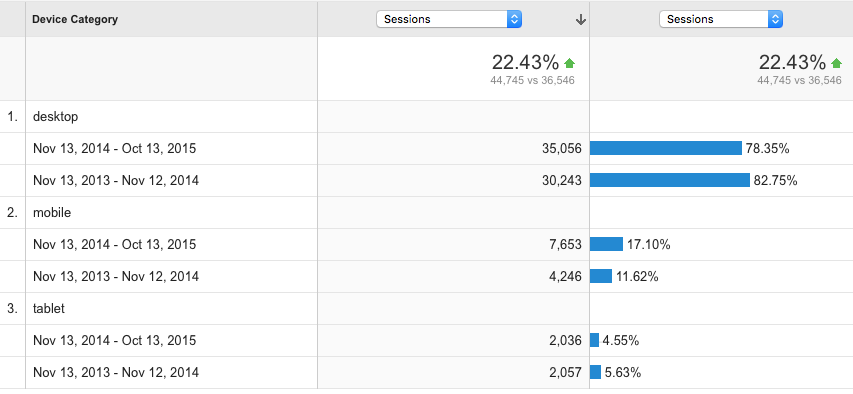 Device Category Sessions Sessions
22.43% 22.43%
44,745 vs 36,546 44,745 vs 36,546
1. desktop
Nov 13, 2014 - Oct 13, 2015 35,056 78.35%
Nov 13, 2013 - Nov 12, 2014 30,243 82.75%
2. mobile
Nov 13, 2014 - Oct 13, 2015 7,653 17.10%
Nov 13, 2013 - Nov 12, 2014 4,246 11.62%
3. tablet
Nov 13, 2014 - Oct 13, 2015 2,036 4.55%
Nov 13, 2013 - Nov 12, 2014 2,057 5.63%